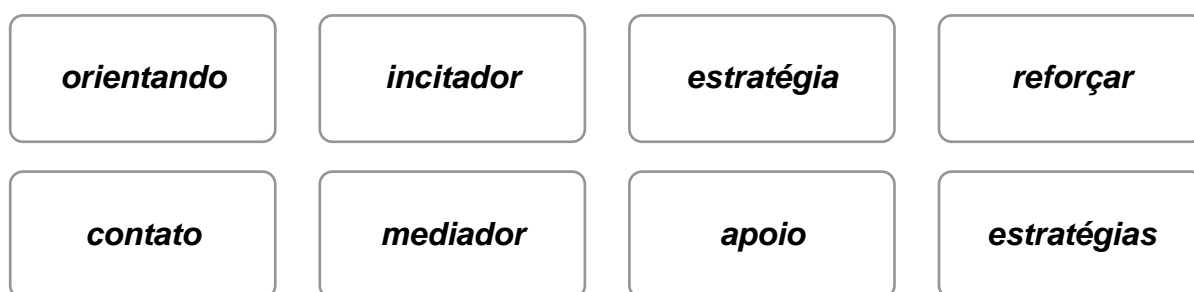 orientando incitador estratégia reforçar
contato mediador apoio estratégias